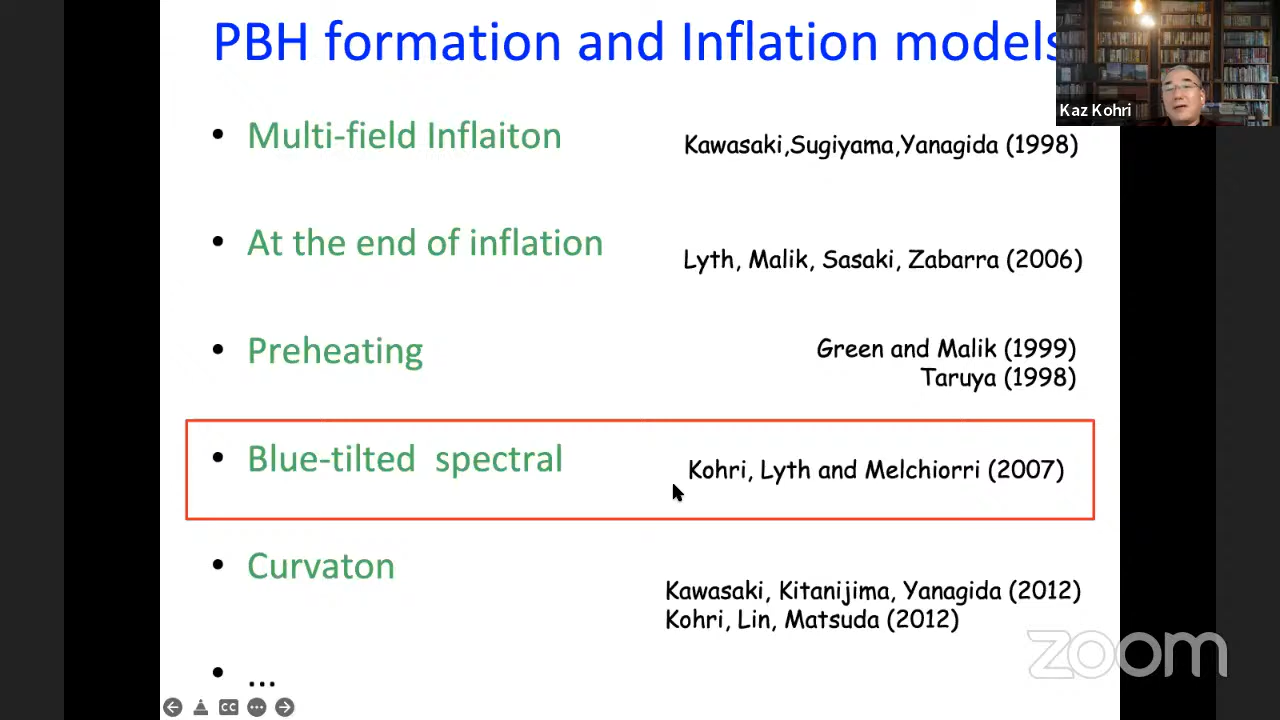 PBH formation and Inflation models
Kaz Kohri
• Multi-field Inflaiton
Kawasaki,Sugiyama,Yanagida (1998)
• At the end of inflation
Lyth, Malik, Sasaki, Zabarra (2006)
• Preheating
Green and Malik (1999)
Taruya (1998)
• Blue-tilted spectral
Kohri, Lyth and Melchiorri (2007)
• Curvaton
Kawasaki, Kitanijima, Yanagida (2012)
Kohri, Lin, Matsuda (2012)
• ...
zoom
CC